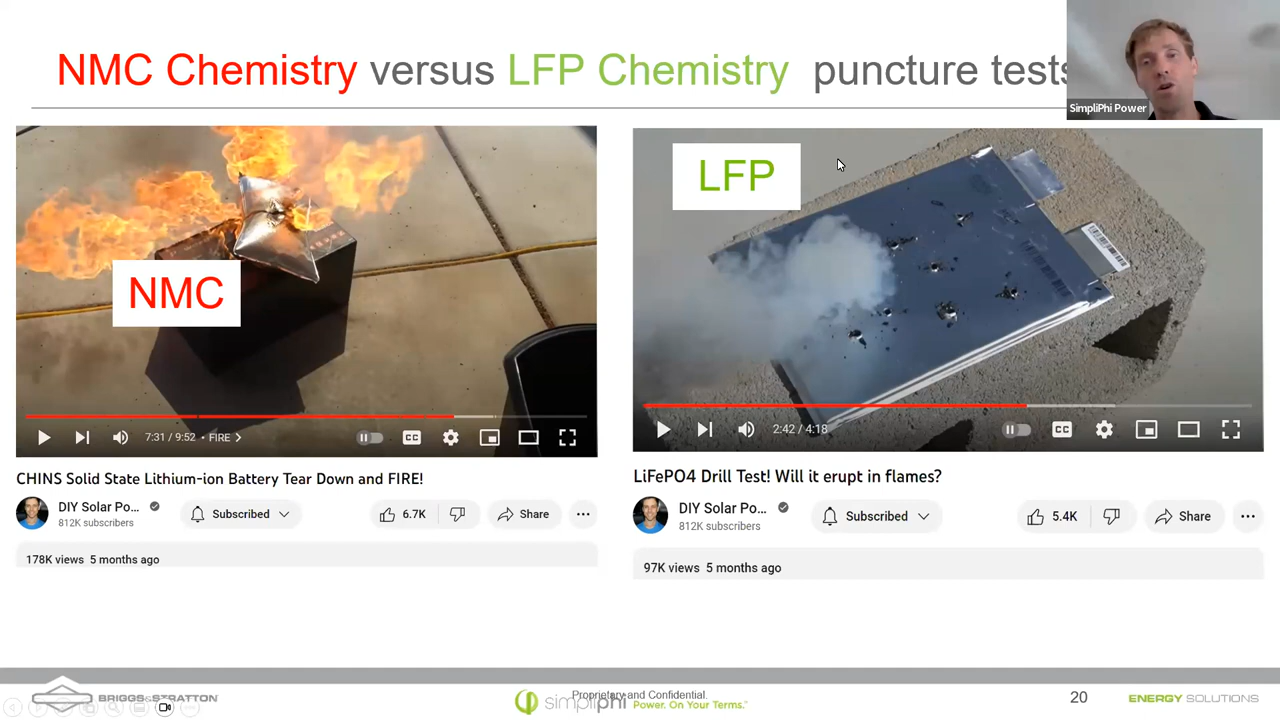 NMC Chemistry versus LFP Chemistry puncture tests
SimpliPhi Power
NMC
LFP
7:31 / 9:52 • FIRE
CC
2:42 / 4:18
CC
CHINS Solid State Lithium-ion Battery Tear Down and FIRE!
DIY Solar Po...
812K subscribers
Subscribed
6.7K
Share
178K views 5 months ago
LiFePO4 Drill Test! Will it erupt in flames?
DIY Solar Po...
812K subscribers
Subscribed
5.4K
Share
97K views 5 months ago
BRIGGS&STRATTON
simpliphi
Proprietary and Confidential.
Power. On Your Terms.
20
ENERGY SOLUTIONS